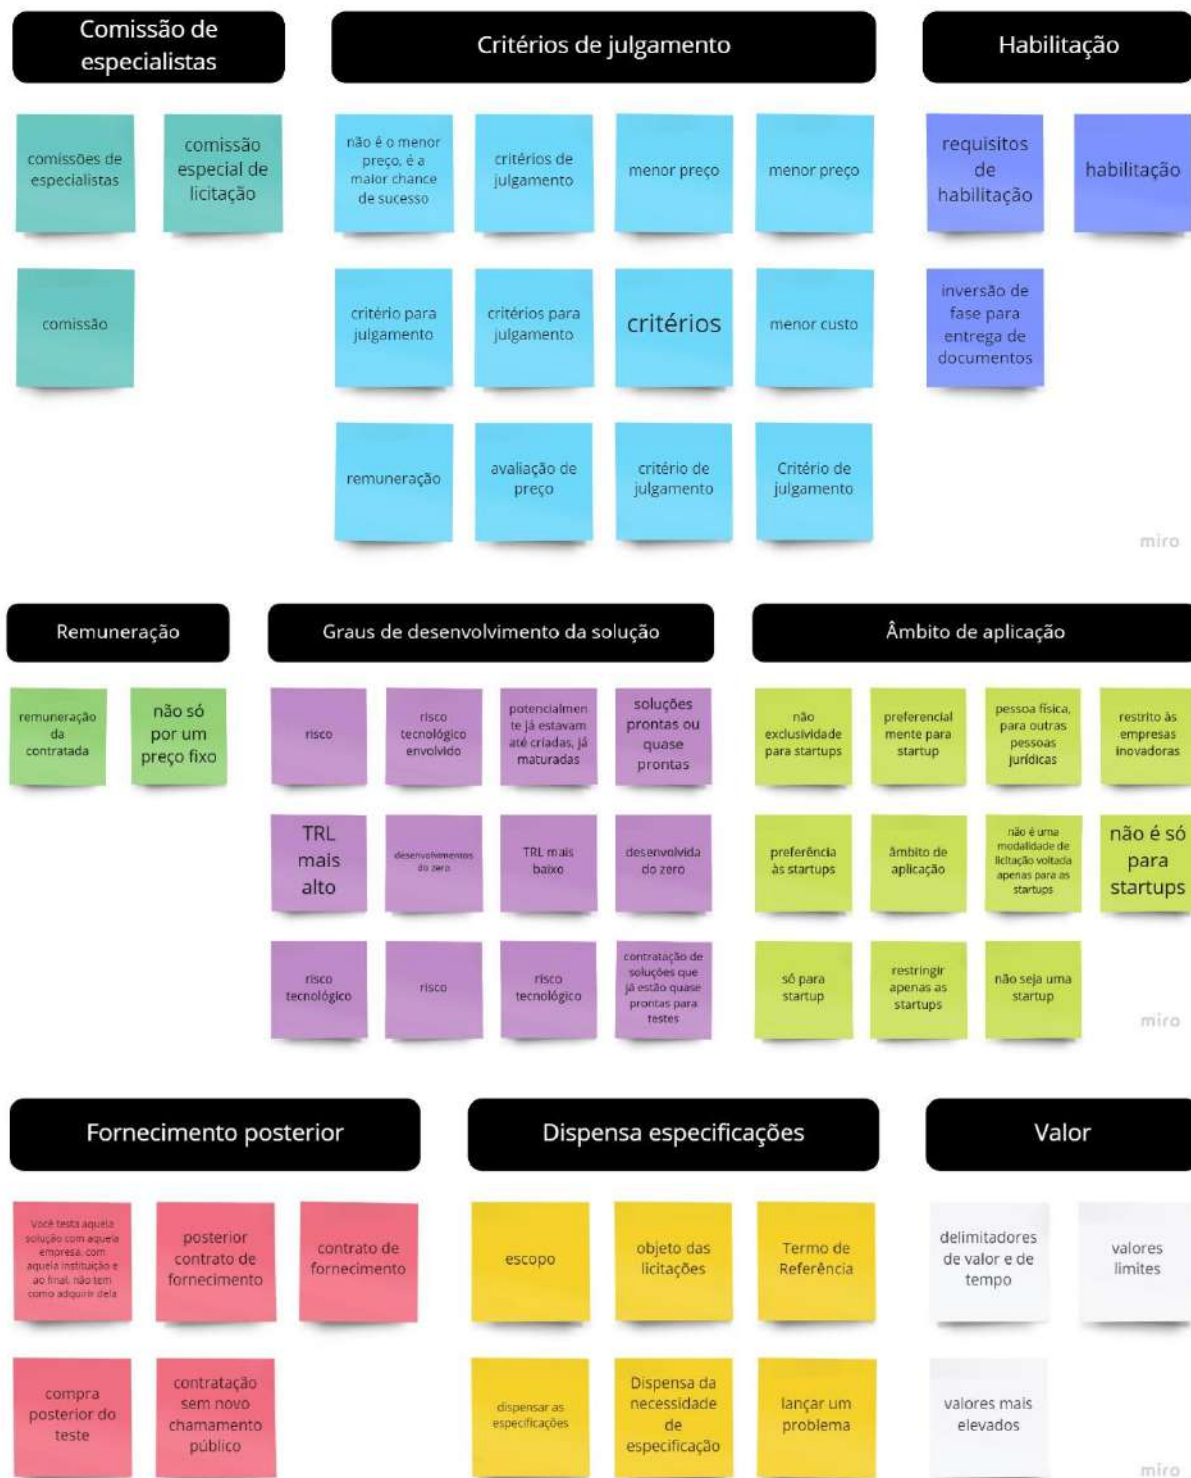 Comissão de
especialistas
Critérios de julgamento
Habilitação
comissões de
especialistas
comissão
especial de
licitação
não é o menor
preço, é a
maior chance
de sucesso
critérios de
julgamento
menor preço
menor preço
requisitos
de
habilitação
habilitação
comissão
critério para
julgamento
critérios para
julgamento
critérios
menor custo
inversão de
fase para
entrega de
documentos
remuneração
avaliação de
preço
critério de
julgamento
Critério de
julgamento
miro
Remuneração
Graus de desenvolvimento da solução
Âmbito de aplicação
remuneração
da
contratada
não só
por um
preço fixo
risco
risco
tecnológico
envolvido
potencialmen
te já estavam
até criadas, já
maturadas
soluções
prontas ou
quase
prontas
não
exclusividade
para startups
preferencial
mente para
startup
pessoa física,
para outras
pessoas
jurídicas
restrito às
empresas
inovadoras
TRL
mais
alto
desenvolvimentos
do zero
TRL mais
baixo
desenvolvida
do zero
preferência
às startups
âmbito de
aplicação
não é uma
modalidade de
licitação voltada
apenas para as
startups
não é só
para
startups
risco
tecnológico
risco
risco
tecnológico
contratação de
soluções que
já estão quase
prontas para
testes
só para
startup
restringir
apenas as
startups
não seja uma
startup
miro
Fornecimento posterior
Dispensa especificações
Valor
Você testa aquela
solução com aquela
empresa, com
aquela instituição e
ao final, não tem
como adquirir dela
posterior
contrato de
fornecimento
contrato de
fornecimento
escopo
objeto das
licitações
Termo de
Referência
delimitadores
de valor e de
tempo
valores
limites
compra
posterior do
teste
contratação
sem novo
chamamento
público
dispensar as
especificações
Dispensa da
necessidade
de
especificação
lançar um
problema
valores mais
elevados
miro